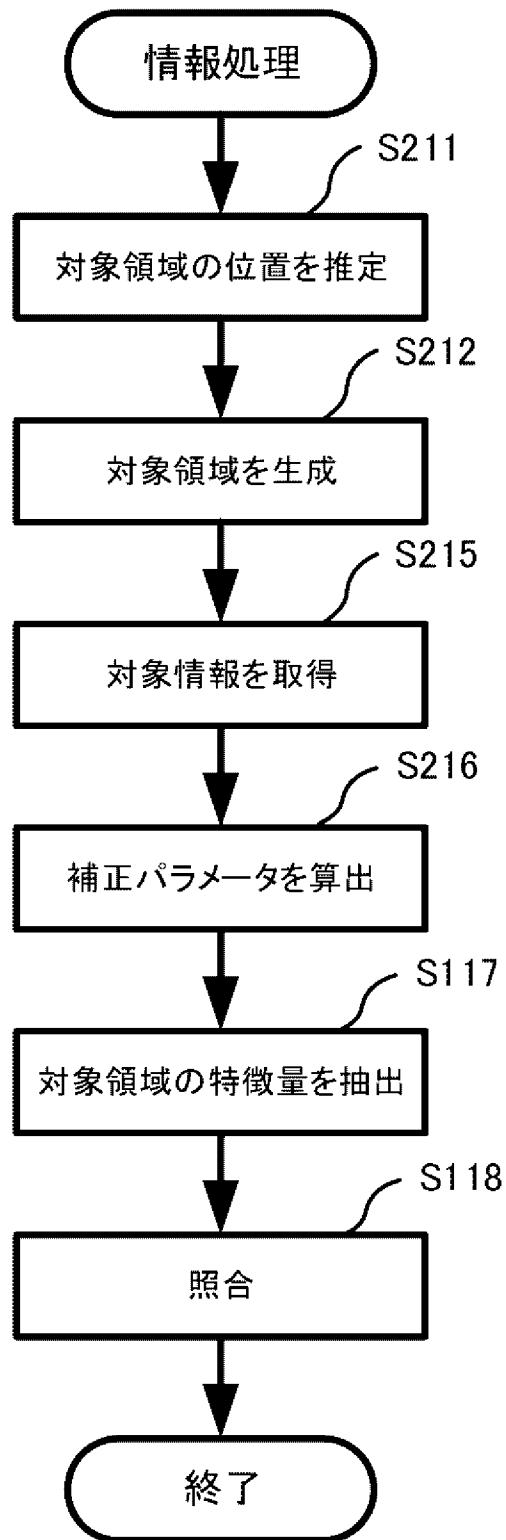 情報処理
S211
対象領域の位置を推定
S212
対象領域を生成
S215
対象情報を取得
S216
補正パラメータを算出
S117
対象領域の特徴量を抽出
S118
照合
終了